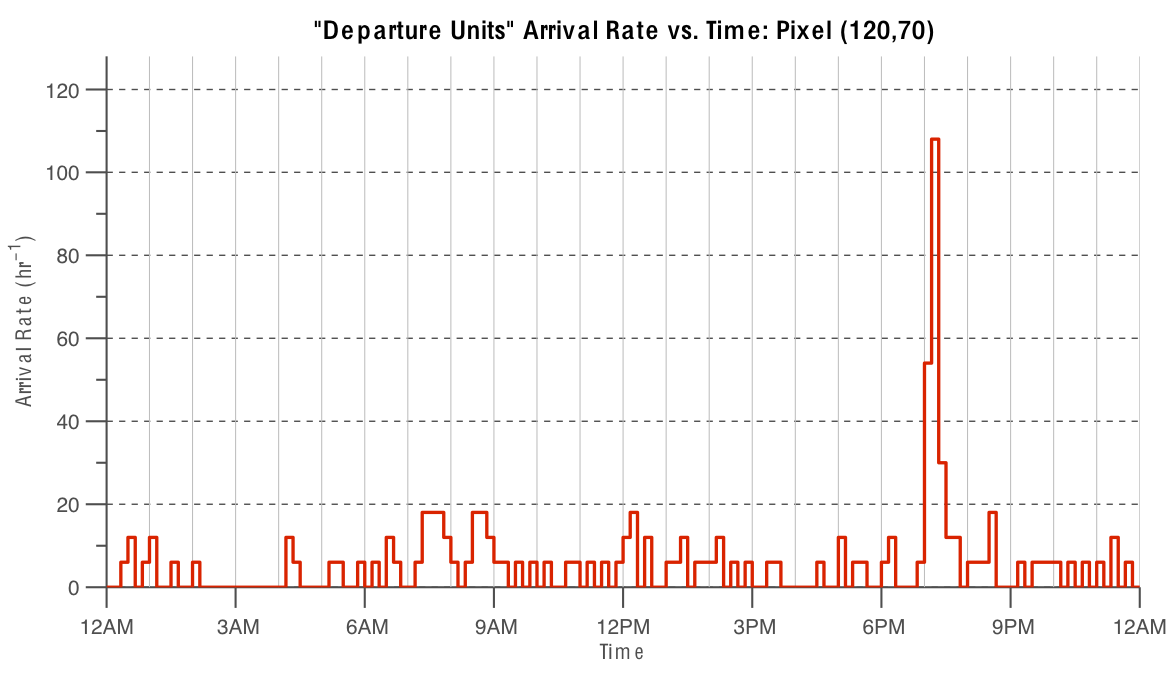 "Departure Units" Arrival Rate vs. Time: Pixel (120,70)
120
100
80
60
40
20
0
Arrival Rate (hr⁻¹)
12AM 3AM 6AM 9AM 12PM 3PM 6PM 9PM 12AM
Time